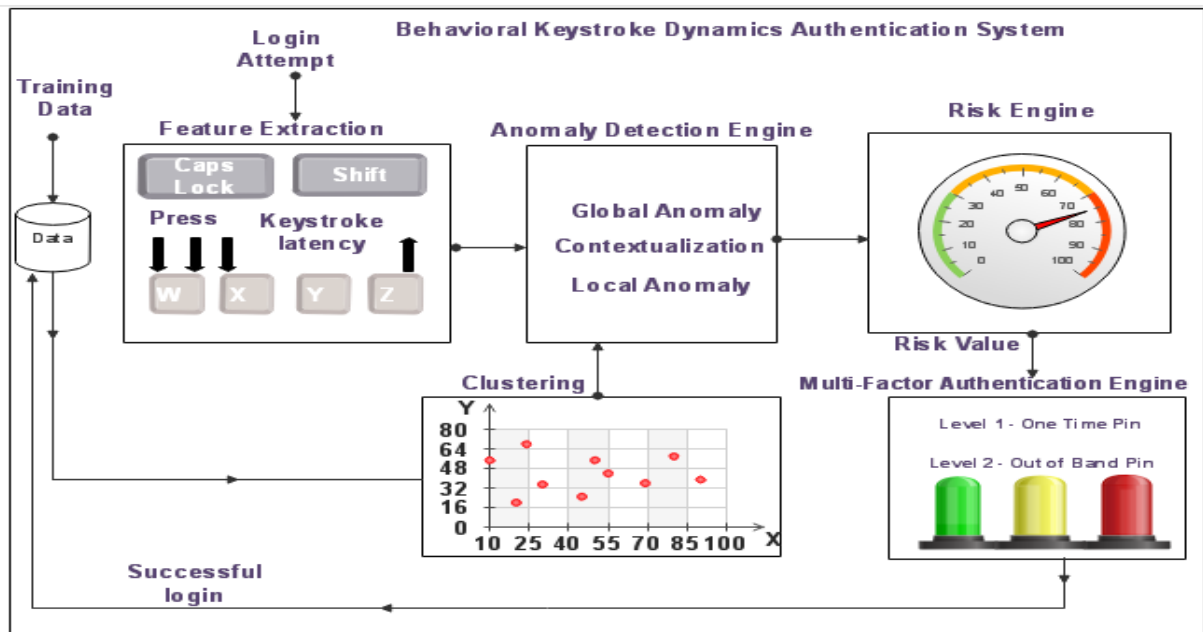 Behavioral Keystroke Dynamics Authentication System
Login
Attempt
Training
Data
Data
Feature Extraction
Caps
Lock
Shift
Press
Keystroke
latency
W
X
Y
Z
Anomaly Detection Engine
Global Anomaly
Contextualization
Local Anomaly
Risk Engine
0
10
20
30
40
50
60
70
80
90
100
Risk Value
Clustering
Y
80
64
48
32
16
0
10 25 40 55 70 85 100 X
Multi-Factor Authentication Engine
Level 1 - One Time Pin
Level 2 - Out of Band Pin
Successful
login